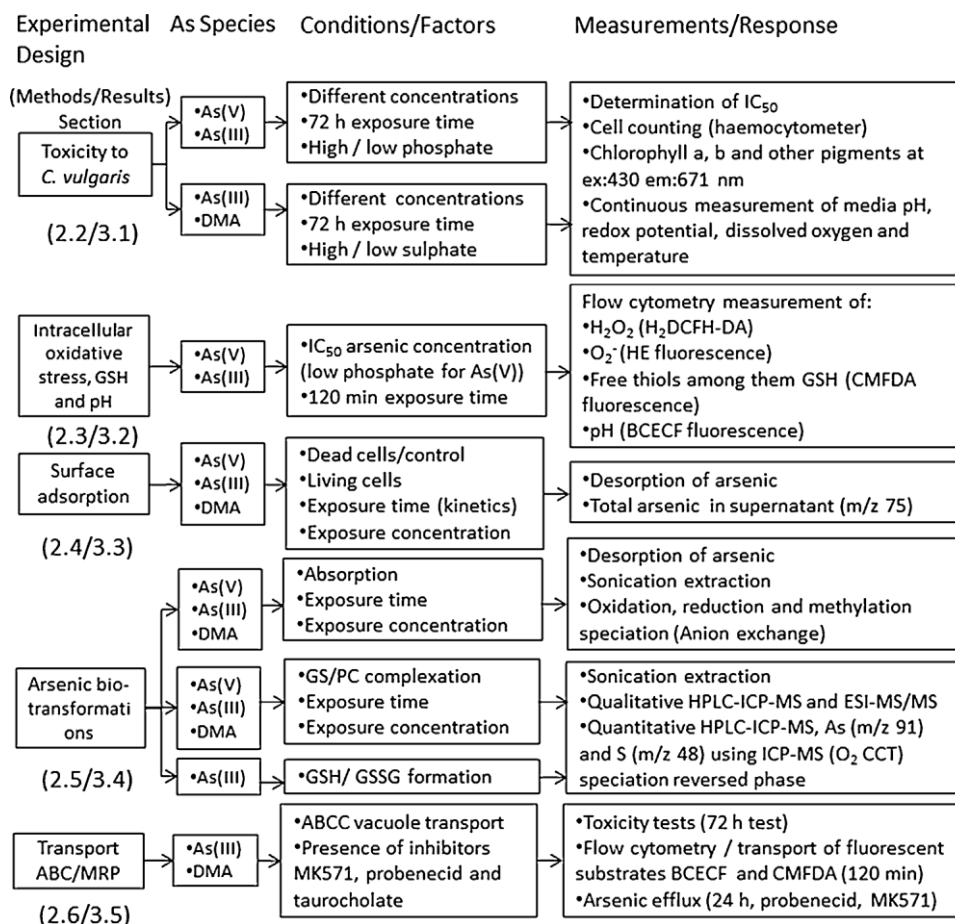 Experimental
Design
As Species
Conditions/Factors
Measurements/Response
(Methods/Results)
Section
Toxicity to
C. vulgaris
(2.2/3.1)
•As(V)
•As(III)
•Different concentrations
•72 h exposure time
•High / low phosphate
•As(III)
•DMA
•Different concentrations
•72 h exposure time
•High / low sulphate
•Determination of IC50
•Cell counting (haemocytometer)
•Chlorophyll a, b and other pigments at
ex:430 em:671 nm
•Continuous measurement of media pH,
redox potential, dissolved oxygen and
temperature
Intracellular
oxidative
stress, GSH
and pH
(2.3/3.2)
•As(V)
•As(III)
•IC50 arsenic concentration
(low phosphate for As(V))
•120 min exposure time
Flow cytometry measurement of:
•H2O2 (H2DCFH-DA)
•O2- (HE fluorescence)
•Free thiols among them GSH (CMFDA
fluorescence)
•pH (BCECF fluorescence)
Surface
adsorption
(2.4/3.3)
•As(V)
•As(III)
•DMA
•Dead cells/control
•Living cells
•Exposure time (kinetics)
•Exposure concentration
•Desorption of arsenic
•Total arsenic in supernatant (m/z 75)
Arsenic bio-
transformati
ons
(2.5/3.4)
•As(V)
•As(III)
•DMA
•Absorption
•Exposure time
•Exposure concentration
•Desorption of arsenic
•Sonication extraction
•Oxidation, reduction and methylation
speciation (Anion exchange)
•As(V)
•As(III)
•DMA
•GS/PC complexation
•Exposure time
•Exposure concentration
•As(III)
•GSH/ GSSG formation
•Sonication extraction
•Qualitative HPLC-ICP-MS and ESI-MS/MS
•Quantitative HPLC-ICP-MS, As (m/z 91)
and S (m/z 48) using ICP-MS (O2 CCT)
speciation reversed phase
Transport
ABC/MRP
(2.6/3.5)
•As(III)
•DMA
•ABCC vacuole transport
•Presence of inhibitors
MK571, probenecid and
taurocholate
•Toxicity tests (72 h test)
•Flow cytometry / transport of fluorescent
substrates BCECF and CMFDA (120 min)
•Arsenic efflux (24 h, probenecid, MK571)